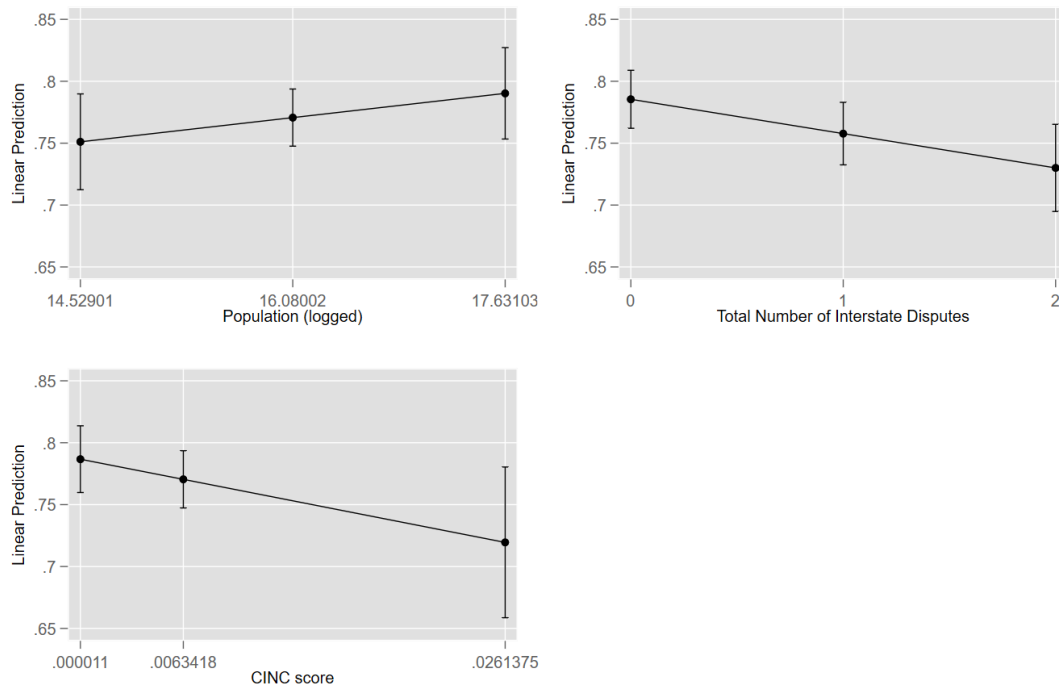 .85
.8
.75
.7
.65
Linear Prediction
14.52901 16.08002 17.63103
Population (logged)
.85
.8
.75
.7
.65
Linear Prediction
0 1 2
Total Number of Interstate Disputes
.85
.8
.75
.7
.65
Linear Prediction
.000011 .0063418 .0261375
CINC score